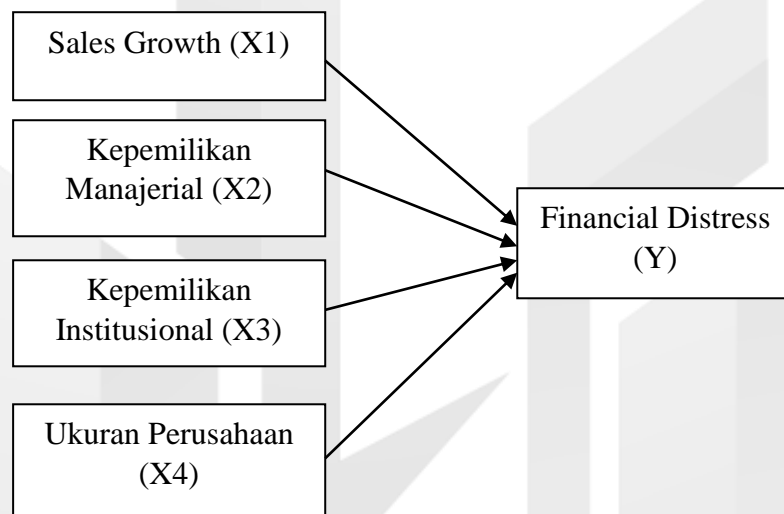 Sales Growth (X1)
Kepemilikan
Manajerial (X2)
Kepemilikan
Institusional (X3)
Ukuran Perusahaan
(X4)
Financial Distress
(Y)